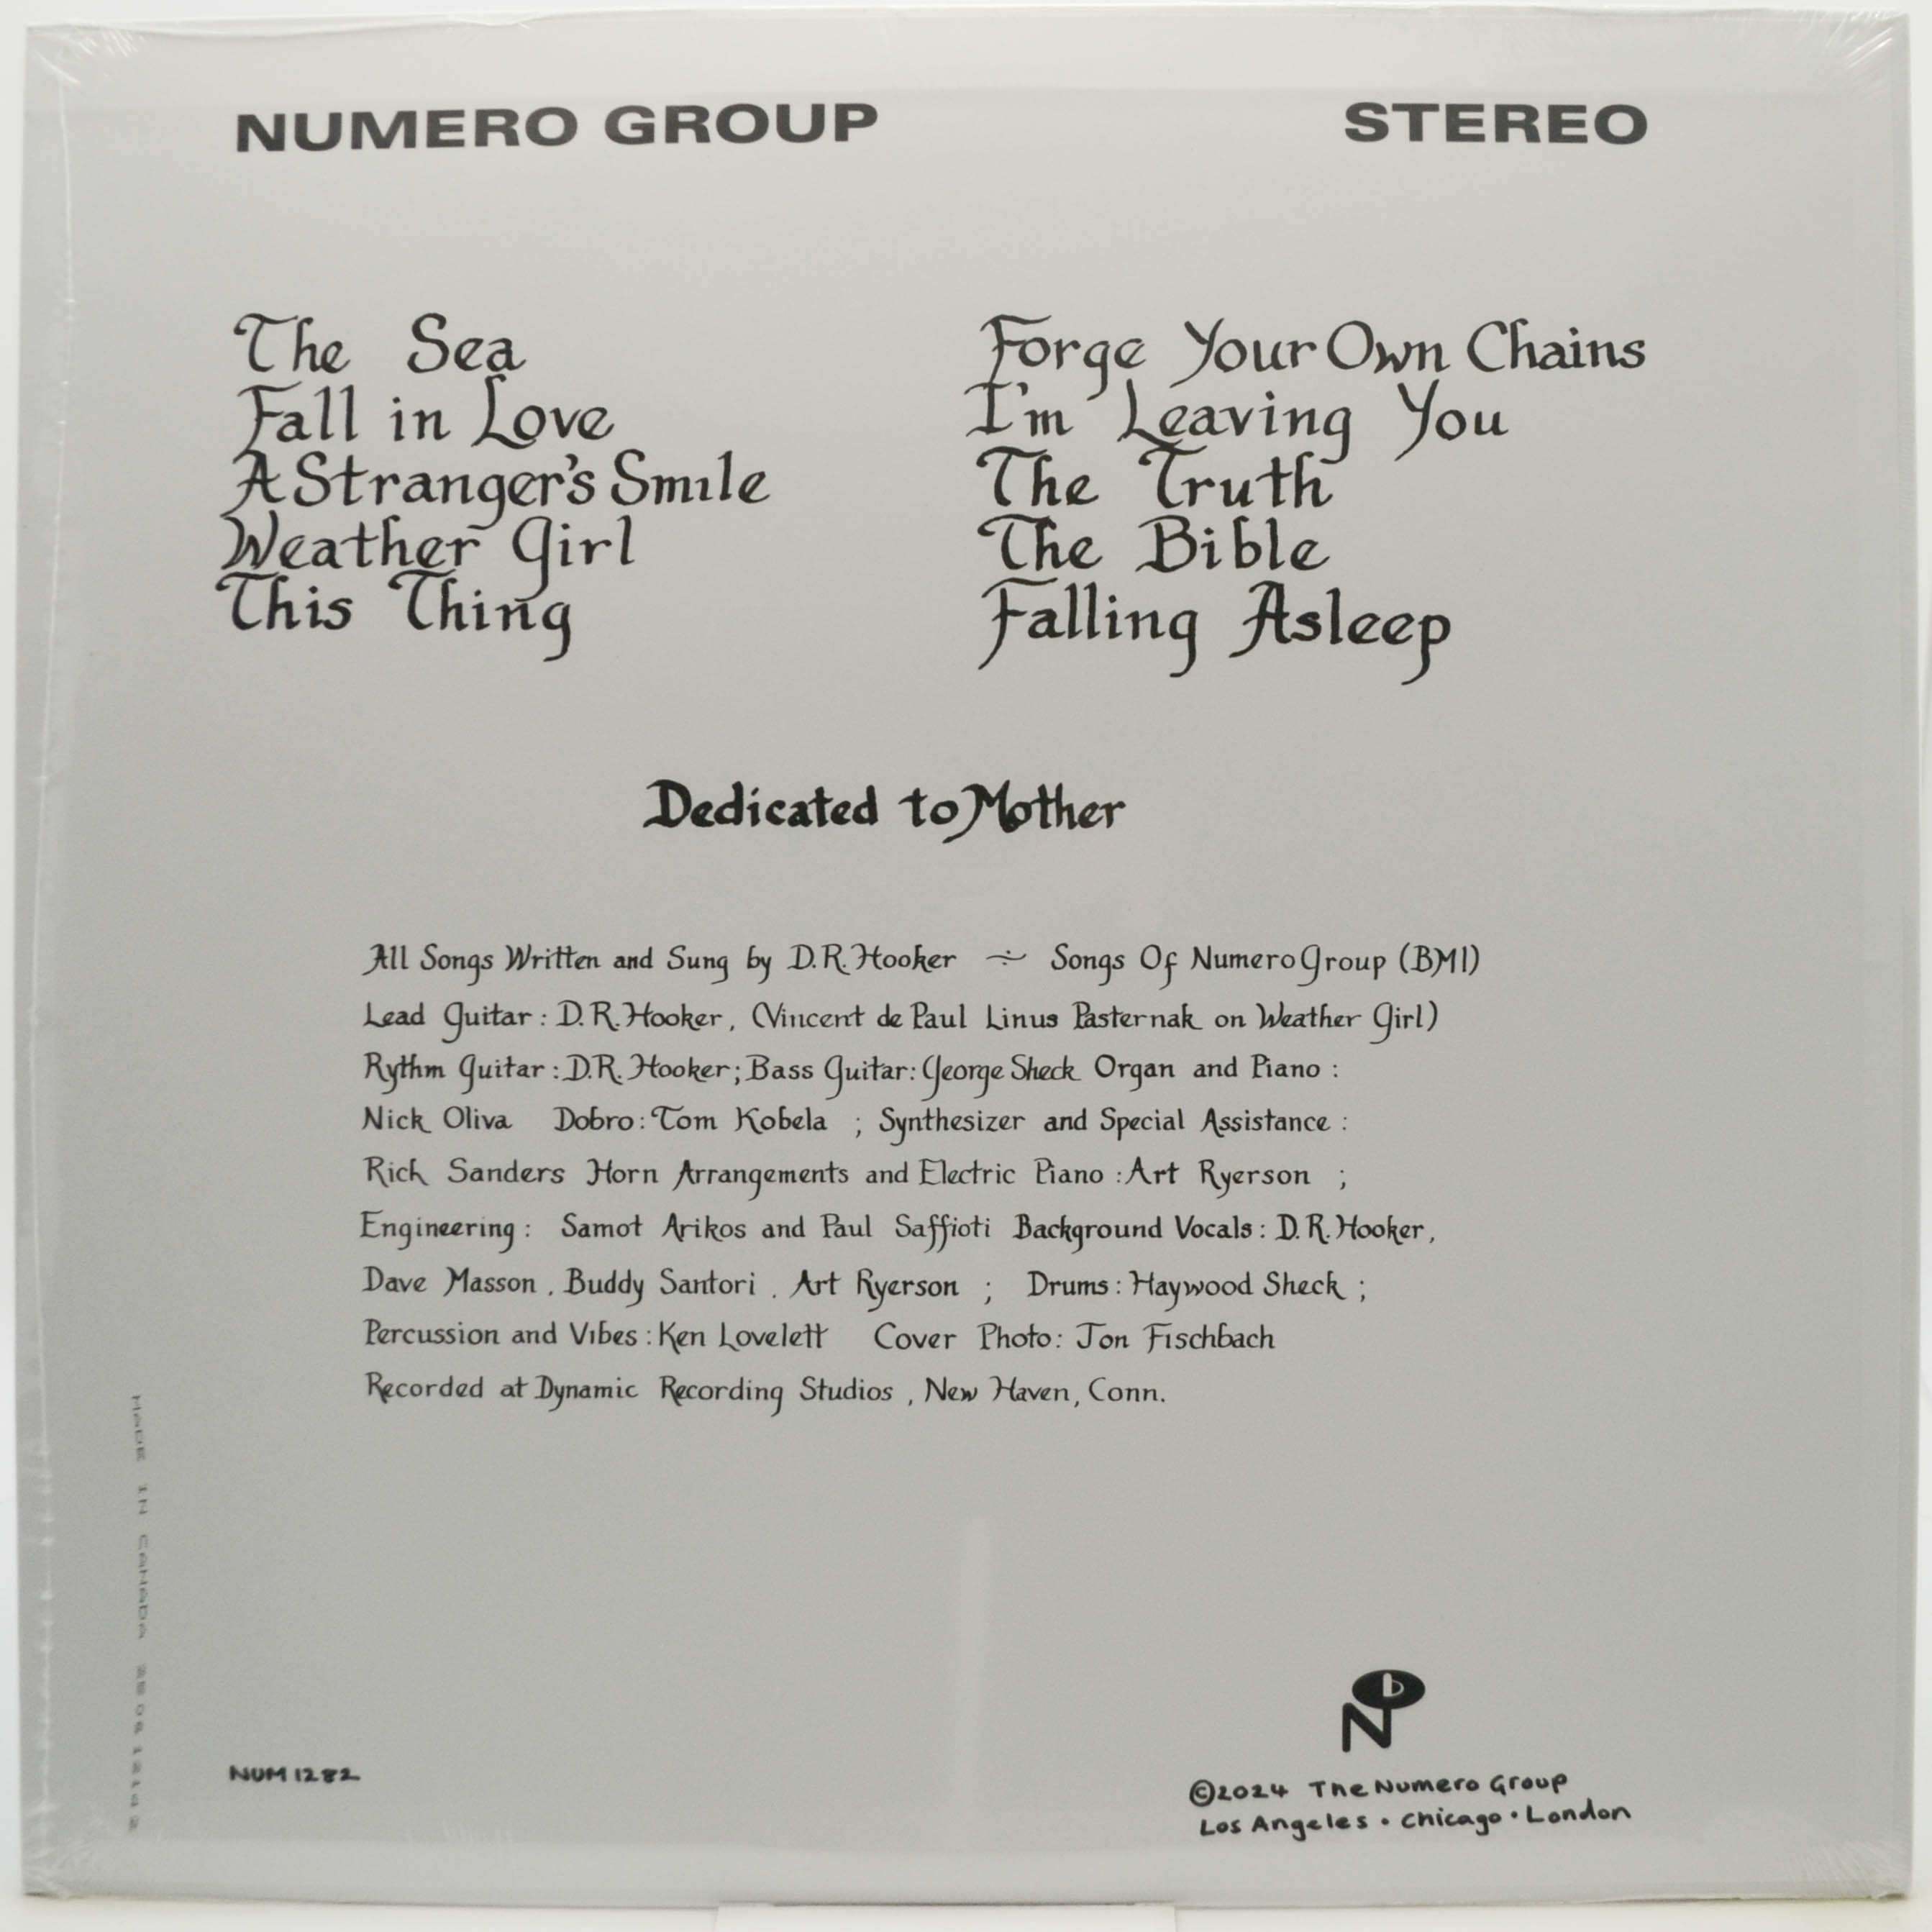 NUMERO GROUP
STEREO
The Sea
Fall in Love
A Stranger's Smile
Weather Girl
This Thing
Forge Your Own Chains
I'm Leaving You
The Truth
The Bible
Falling Asleep
Dedicated to Mother
All Songs Written and Sung by D.R. Hooker ÷ Songs Of Numero Group (BMI)
Lead Guitar : D.R. Hooker, (Vincent de Paul Linus Pasternak on Weather Girl)
Rythm Guitar : D.R. Hooker; Bass Guitar: George Sheck Organ and Piano :
Nick Oliva Dobro: Tom Kobela ; Synthesizer and Special Assistance :
Rich Sanders Horn Arrangements and Electric Piano : Art Ryerson ;
Engineering : Samot Arikos and Paul Saffioti Background Vocals : D.R. Hooker,
Dave Masson , Buddy Santori . Art Ryerson ; Drums : Haywood Sheck ;
Percussion and Vibes : Ken Lovelett Cover Photo: Jon Fischbach
Recorded at Dynamic Recording Studios , New Haven, Conn.
MADE IN CANADA
NUM1282
N b
©2024 The Numero Group
Los Angeles • Chicago • London